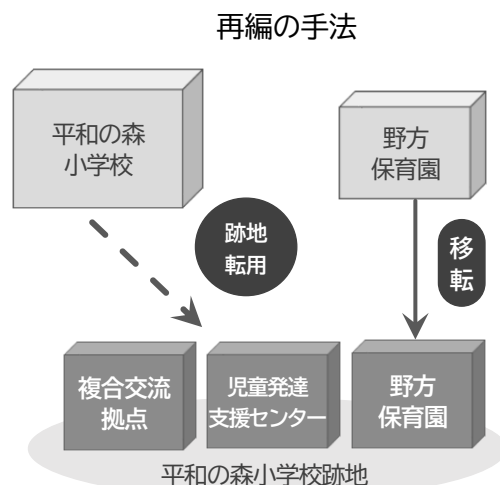 再編の手法
平和の森
小学校
野方
保育園
跡地
転用
移
転
複合交流
拠点
児童発達
支援センター
野方
保育園
平和の森小学校跡地